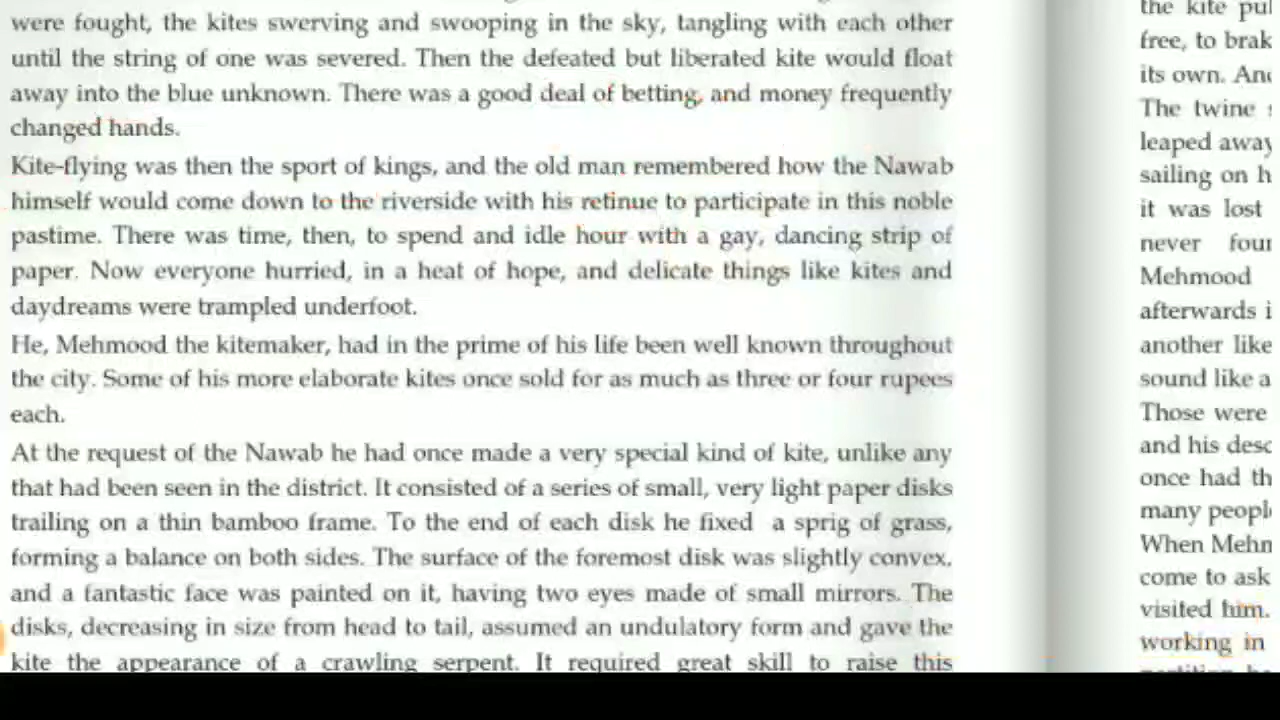 were fought, the kites swerving and swooping in the sky, tangling with each other
until the string of one was severed. Then the defeated but liberated kite would float
away into the blue unknown. There was a good deal of betting, and money frequently
changed hands.
Kite-flying was then the sport of kings, and the old man remembered how the Nawab
himself would come down to the riverside with his retinue to participate in this noble
pastime. There was time, then, to spend and idle hour with a gay, dancing strip of
paper. Now everyone hurried, in a heat of hope, and delicate things like kites and
daydreams were trampled underfoot.
He, Mehmood the kitemaker, had in the prime of his life been well known throughout
the city. Some of his more elaborate kites once sold for as much as three or four rupees
each.
At the request of the Nawab he had once made a very special kind of kite, unlike any
that had been seen in the district. It consisted of a series of small, very light paper disks
trailing on a thin bamboo frame. To the end of each disk he fixed a sprig of grass,
forming a balance on both sides. The surface of the foremost disk was slightly convex,
and a fantastic face was painted on it, having two eyes made of small mirrors. The
disks, decreasing in size from head to tail, assumed an undulatory form and gave the
kite the appearance of a crawling serpent. It required great skill to raise this
the kite
free, to
its own.
The twine
leaped away
sailing on
it was lost
never
Mehmood
afterwards
another like
sound like a
Those were
and his
once had
many
When
come to ask
visited him.
working in